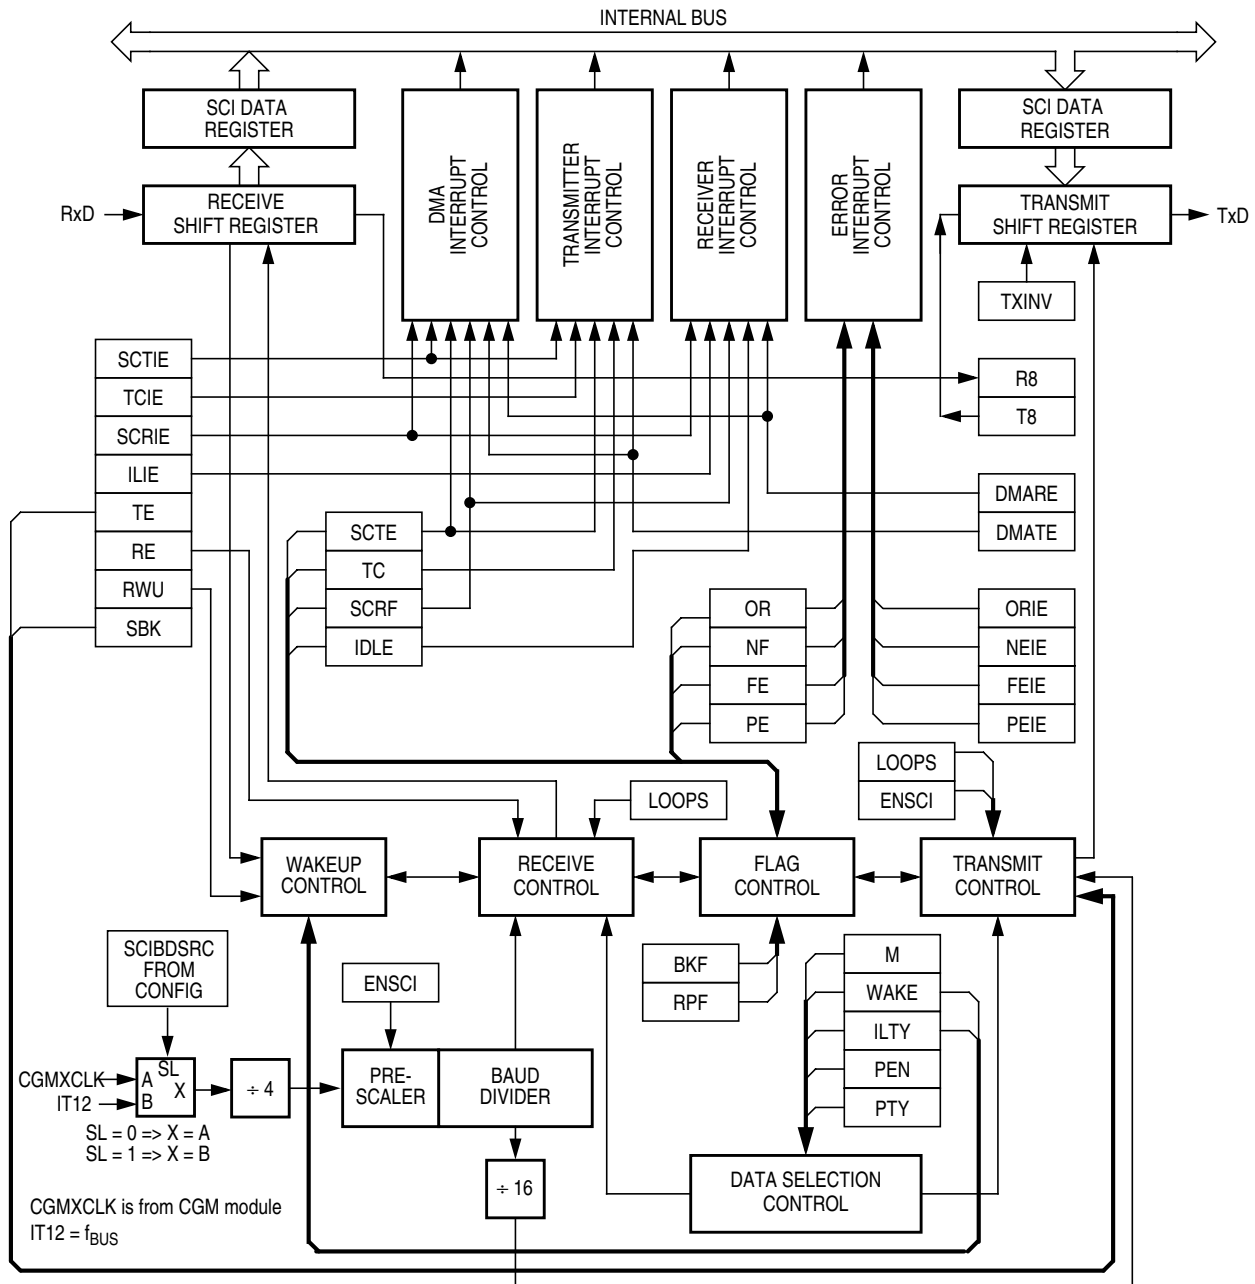 INTERNAL BUS
SCI DATA
REGISTER
RECEIVE
SHIFT REGISTER
RxD
DMA
INTERRUPT
CONTROL
TRANSMITTER
INTERRUPT
CONTROL
RECEIVER
INTERRUPT
CONTROL
ERROR
INTERRUPT
CONTROL
SCI DATA
REGISTER
TRANSMIT
SHIFT REGISTER
TxD
TXINV
SCTIE
TCIE
SCRIE
ILIE
TE
RE
RWU
SBK
R8
T8
DMARE
DMATE
SCTE
TC
SCRF
IDLE
OR
NF
FE
PE
ORIE
NEIE
FEIE
PEIE
LOOPS
LOOPS
ENSCI
WAKEUP
CONTROL
RECEIVE
CONTROL
FLAG
CONTROL
TRANSMIT
CONTROL
SCIBDSRC
FROM
CONFIG
ENSCI
BKF
RPF
M
WAKE
ILTY
PEN
PTY
CGMXCLK
IT12
A
B
SL
X
÷ 4
PRE-
SCALER
BAUD
DIVIDER
SL = 0 => X = A
SL = 1 => X = B
÷ 16
DATA SELECTION
CONTROL
CGMXCLK is from CGM module
IT12 = fBUS